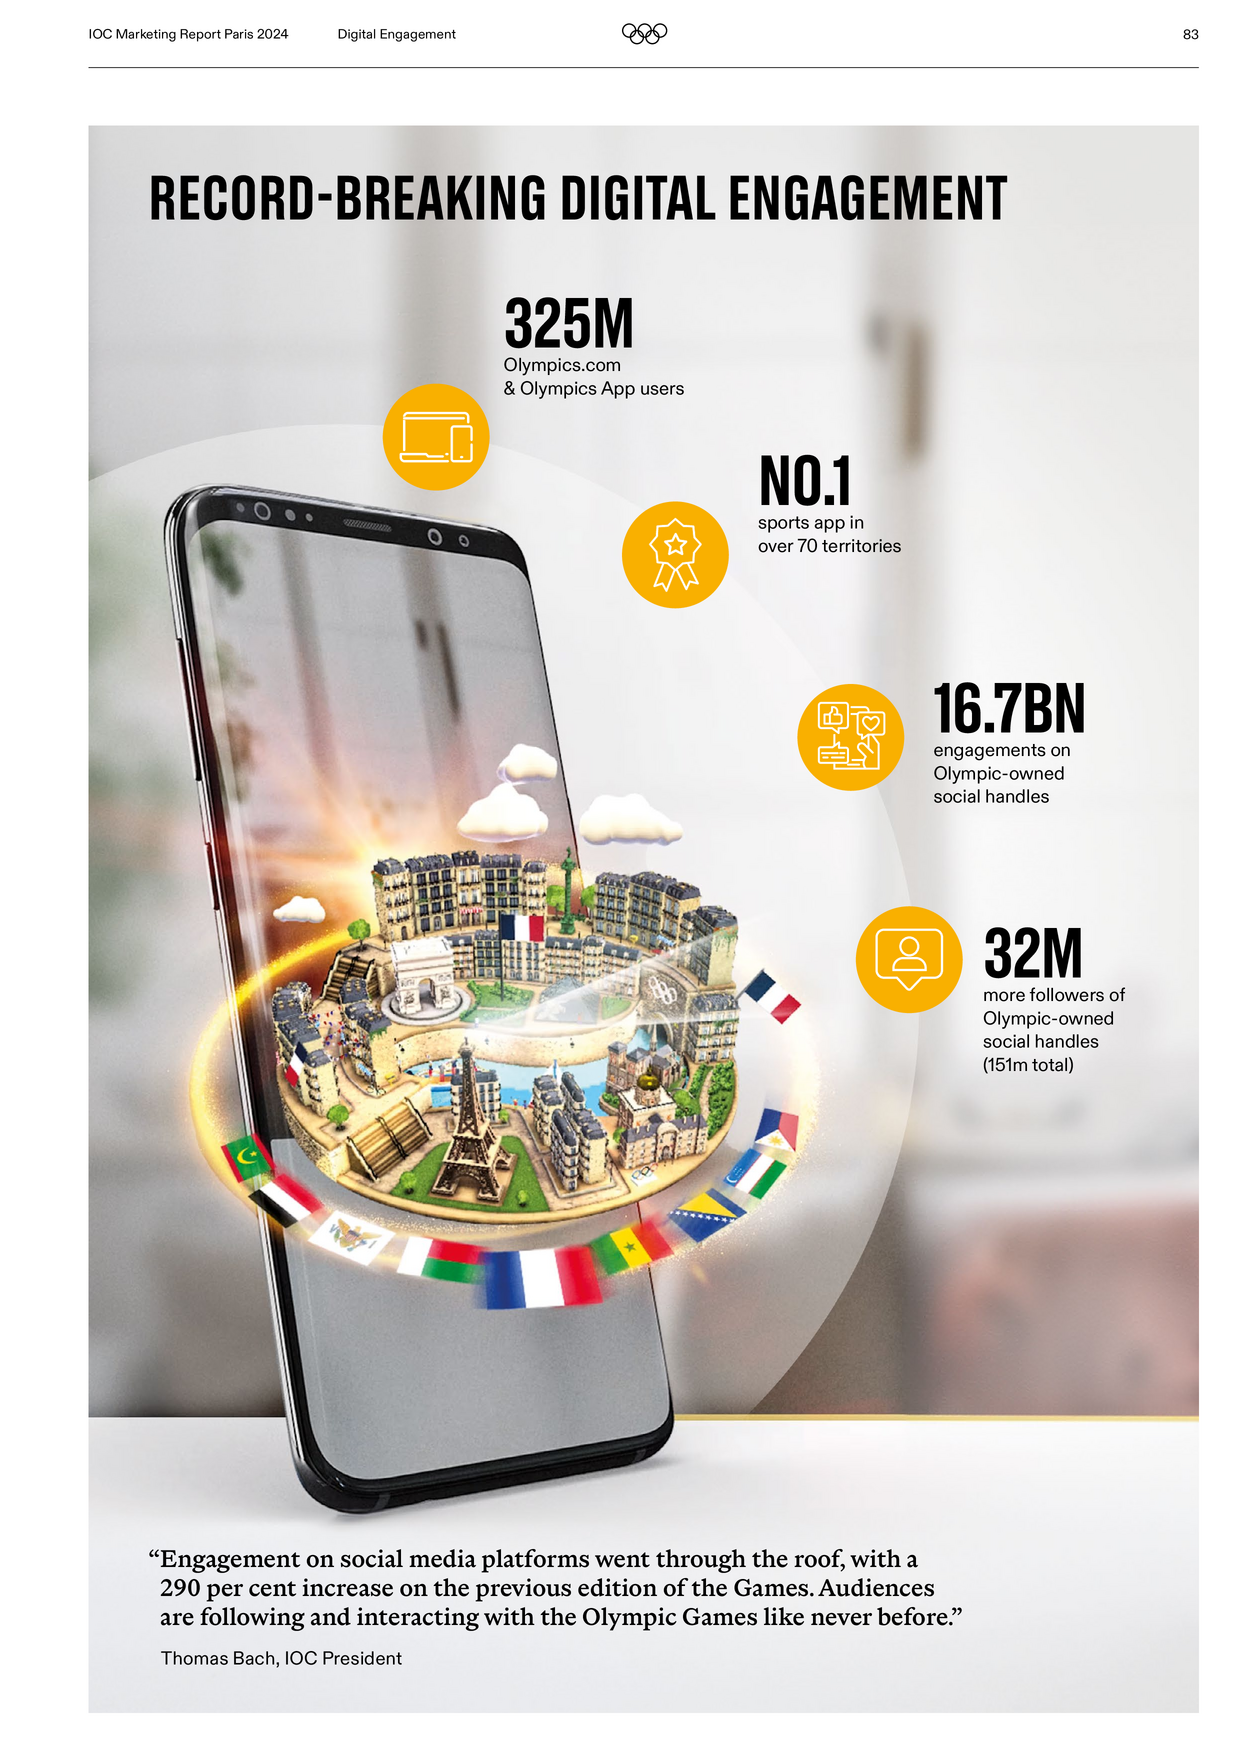 IOC Marketing Report Paris 2024
Digital Engagement
83
RECORD-BREAKING DIGITAL ENGAGEMENT
325M
Olympics.com
& Olympics App users
NO.1
sports app in
over 70 territories
16.7BN
engagements on
Olympic-owned
social handles
32M
more followers of
Olympic-owned
social handles
(151m total)
“Engagement on social media platforms went through the roof, with a
290 per cent increase on the previous edition of the Games. Audiences
are following and interacting with the Olympic Games like never before.”
Thomas Bach, IOC President